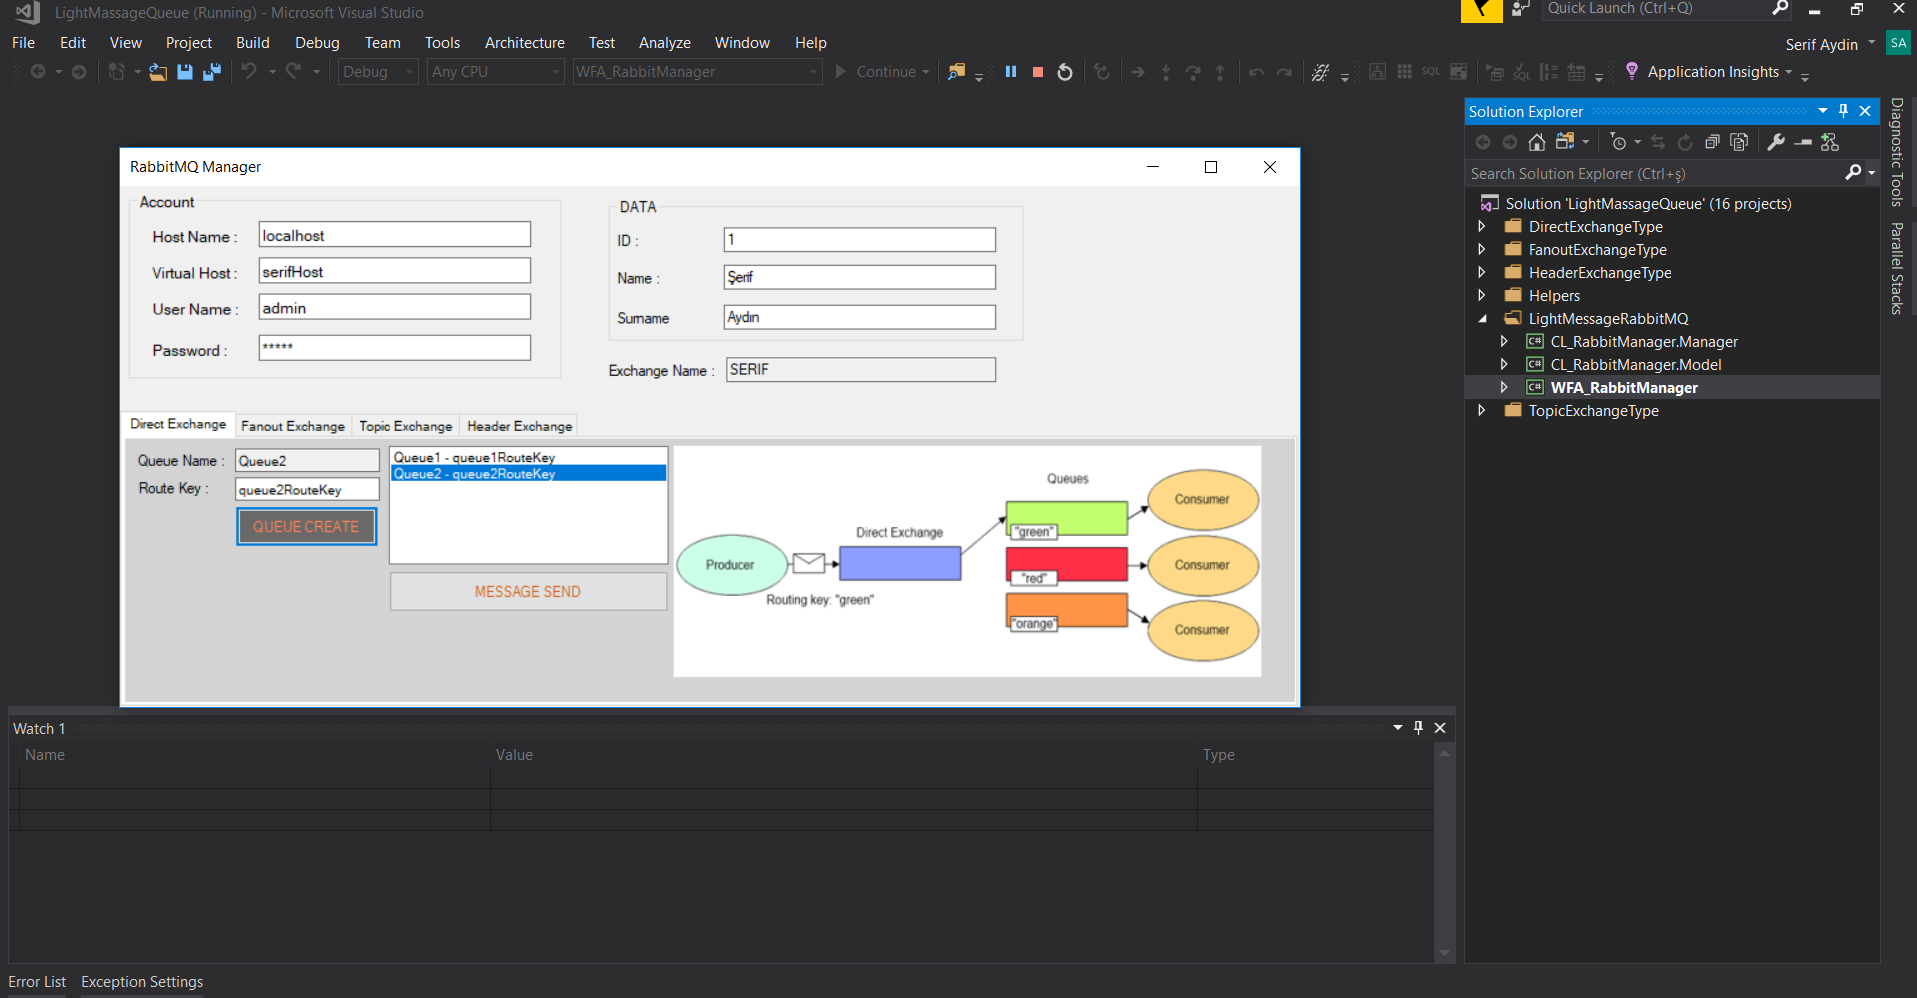 LightMassageQueue (Running) - Microsoft Visual Studio
Quick Launch (Ctrl+Q)
File Edit View Project Build Debug Team Tools Architecture Test Analyze Window Help
Serif Aydin SA
Debug Any CPU WFA_RabbitManager Continue SQL SQL Application Insights
Solution Explorer
Search Solution Explorer (Ctrl+ş)
Solution 'LightMassageQueue' (16 projects)
DirectExchangeType
FanoutExchangeType
HeaderExchangeType
Helpers
LightMessageRabbitMQ
C# CL_RabbitManager.Manager
C# CL_RabbitManager.Model
C# WFA_RabbitManager
TopicExchangeType
Diagnostic Tools
Parallel Stacks
RabbitMQ Manager
Account
Host Name : localhost
Virtual Host : serifHost
User Name : admin
Password : *****
DATA
ID : 1
Name : Şerif
Surname Aydın
Exchange Name : SERIF
Direct Exchange Fanout Exchange Topic Exchange Header Exchange
Queue Name : Queue2
Route Key : queue2RouteKey
QUEUE CREATE
Queue1 - queue1RouteKey
Queue2 - queue2RouteKey
MESSAGE SEND
Queues
Direct Exchange
Producer
Routing key: "green"
"green"
"red"
"orange"
Consumer
Consumer
Consumer
Watch 1
Name Value Type
Error List Exception Settings